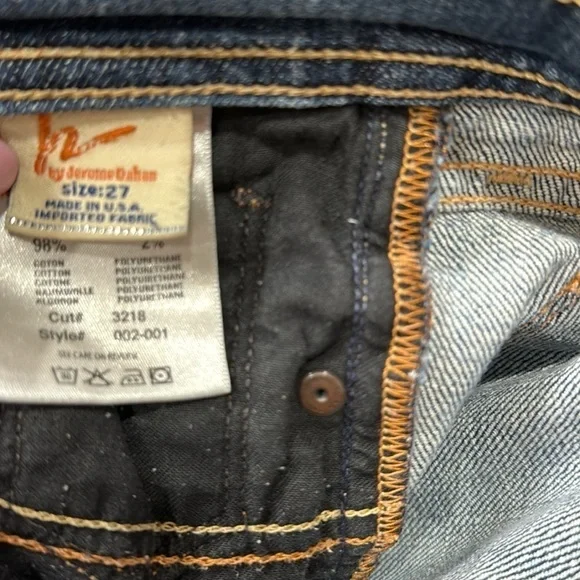 by Jerome Dahan
size:27
MADE IN U.S.A.
IMPORTED FABRIC
98% 2%
COTON POLYURETHANE
COTTON POLYURETHANE
COTONE POLYURETHANE
BAUMWOLLE POLYURETHANE
ALGODON POLYURETHANE
Cut# 3218
Style# 002-001
SEE CARE ON REVERSE